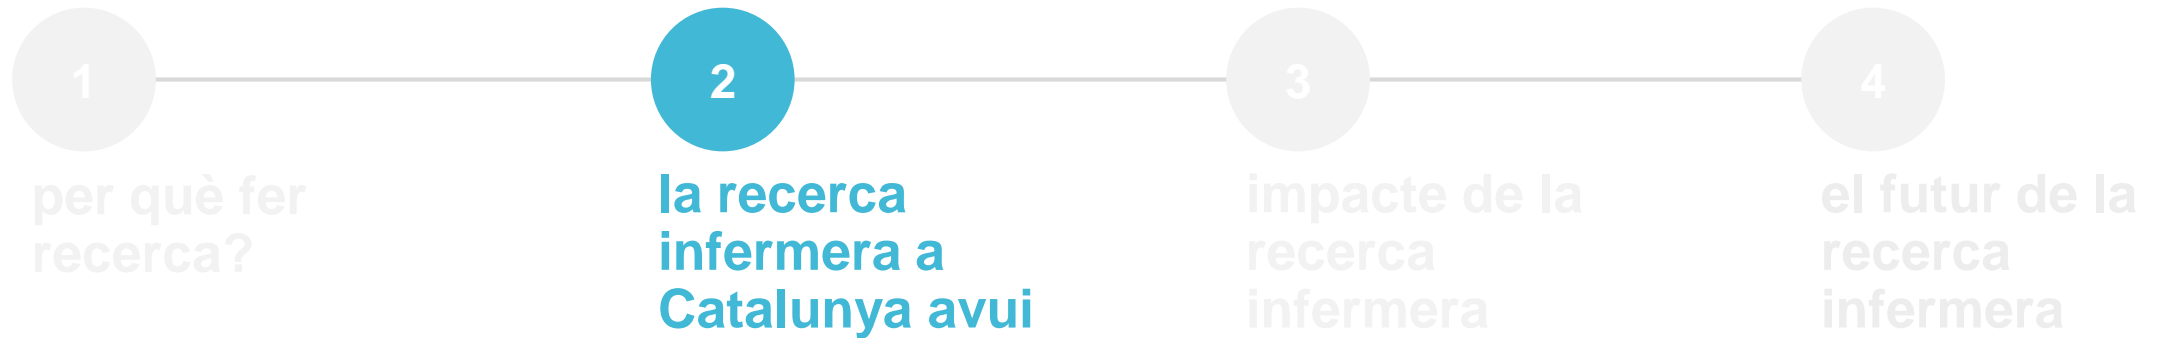 1
2
3
4
per què fer
recerca?
la recerca
infermera a
Catalunya avui
impacte de la
recerca
infermera
el futur de la
recerca
infermera